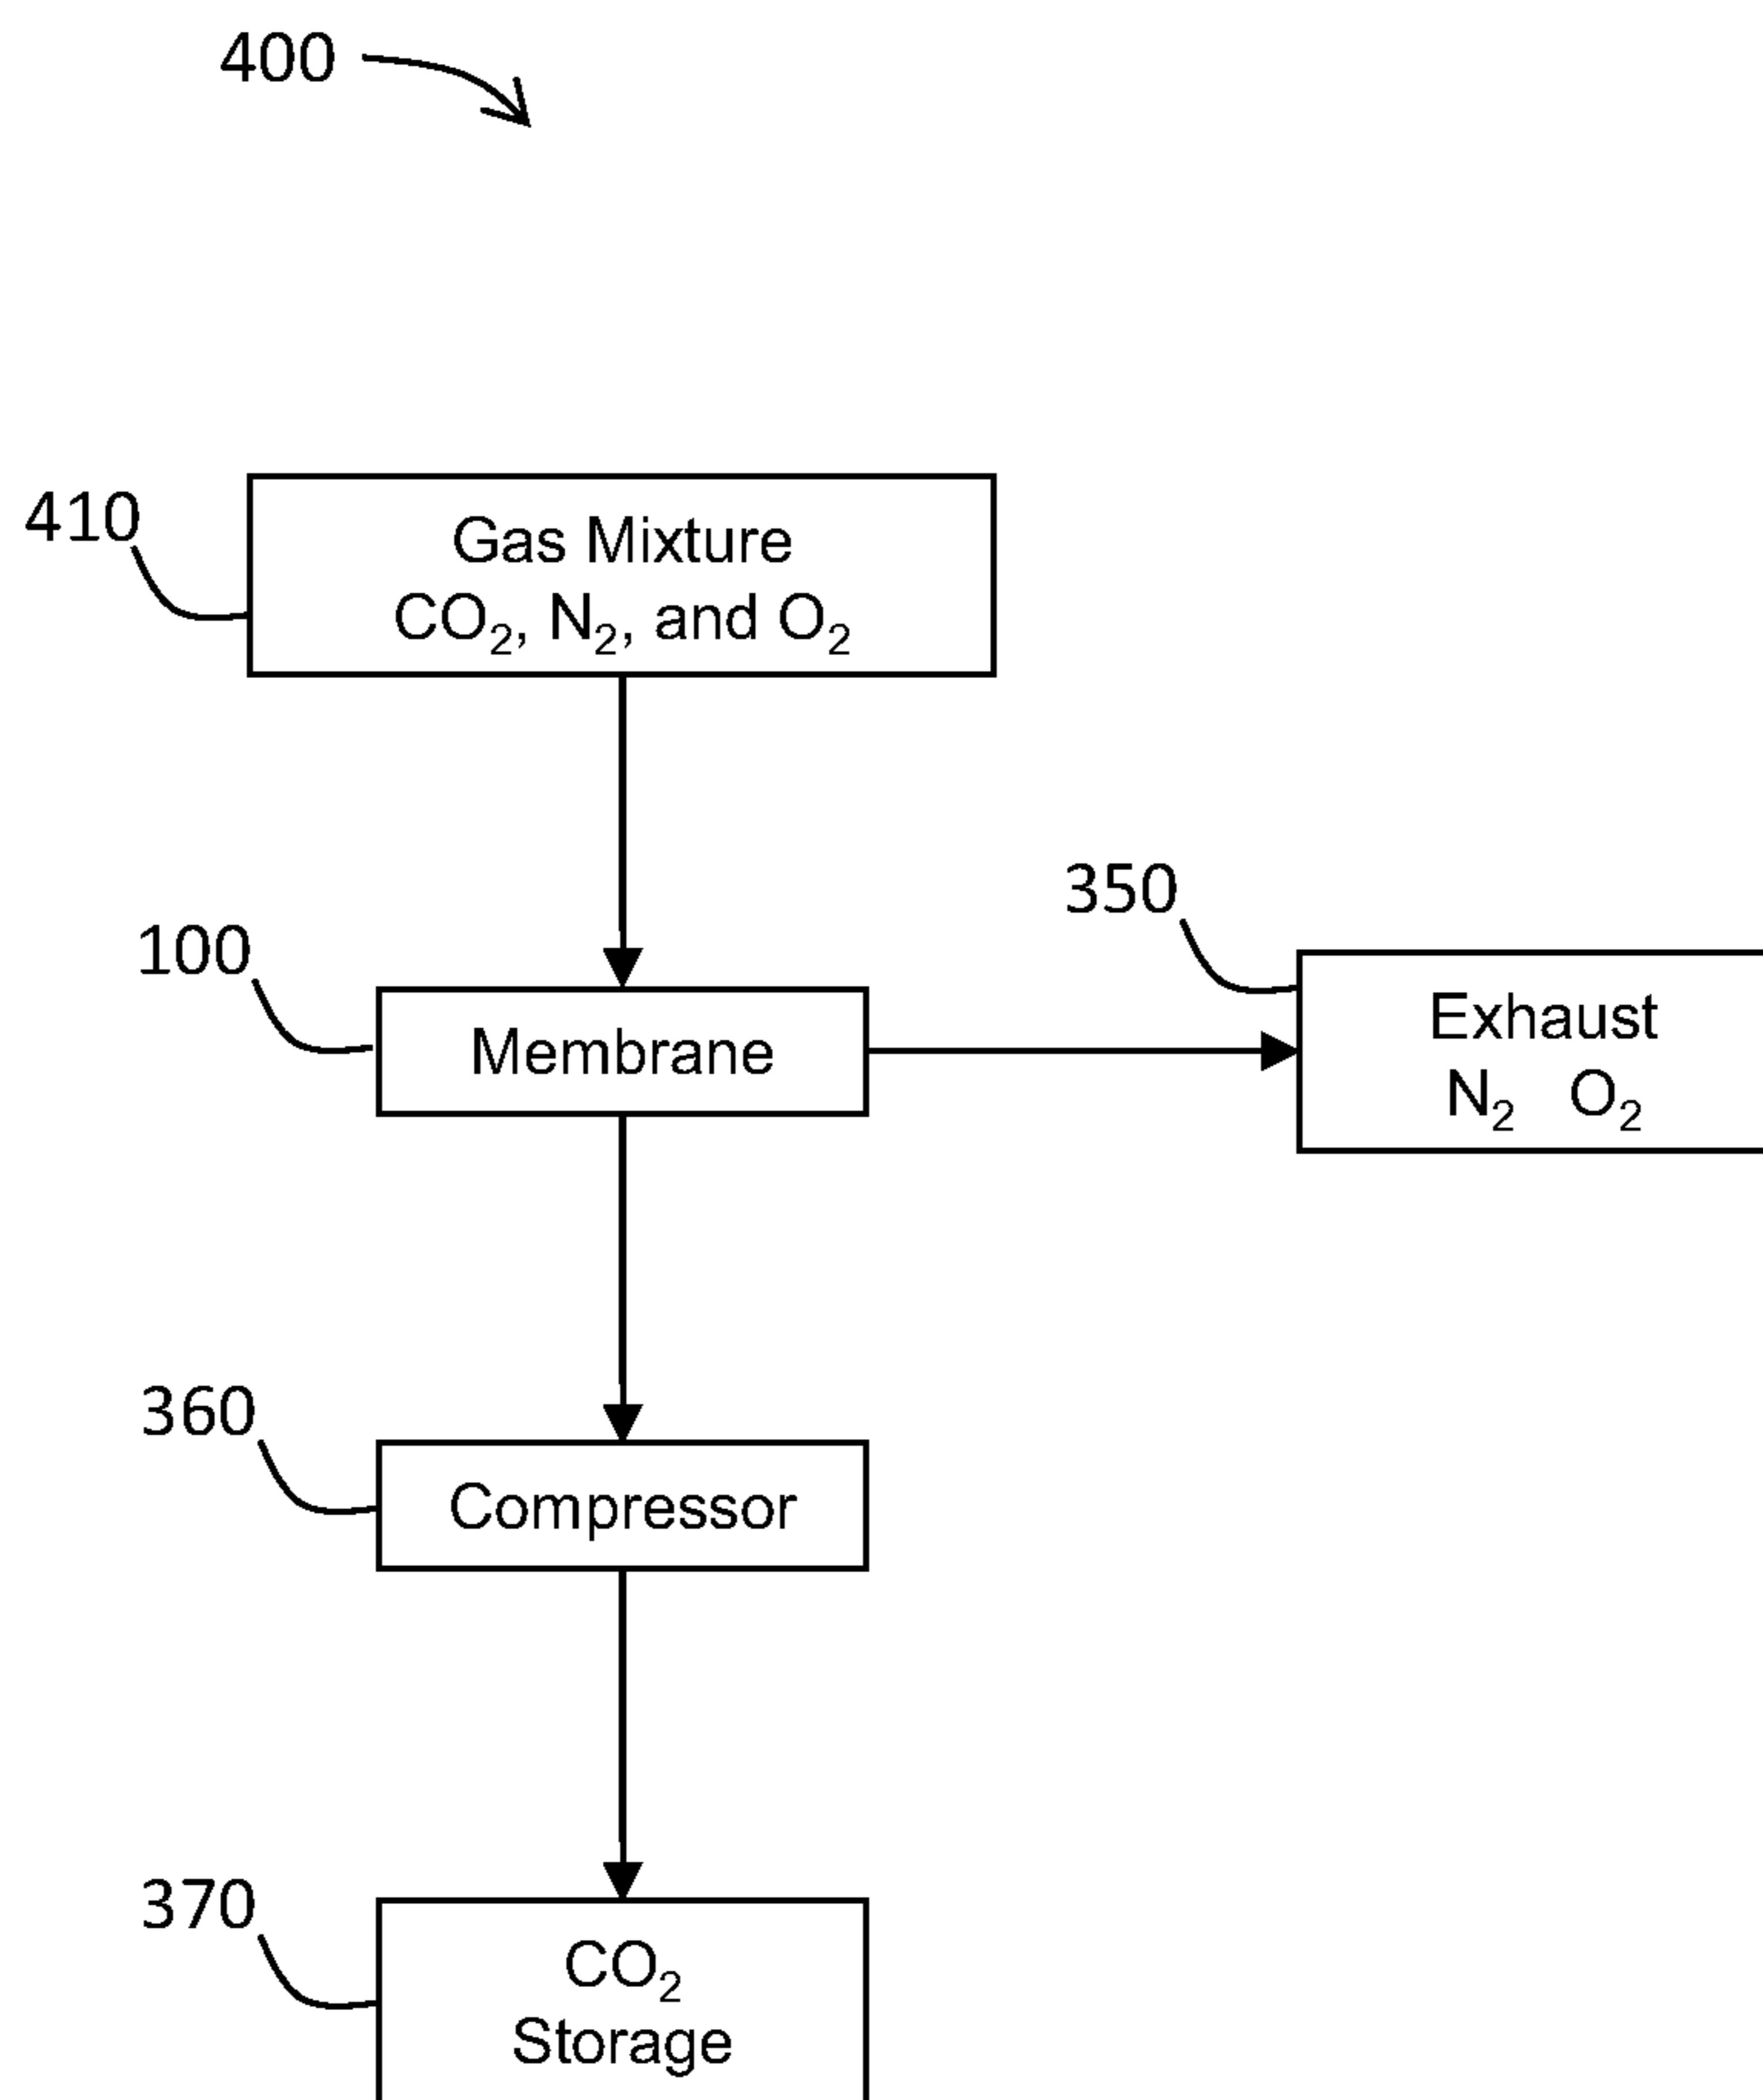 400
410
Gas Mixture
CO₂, N₂, and O₂
350
100
Membrane
Exhaust
N₂ O₂
360
Compressor
370
CO₂
Storage